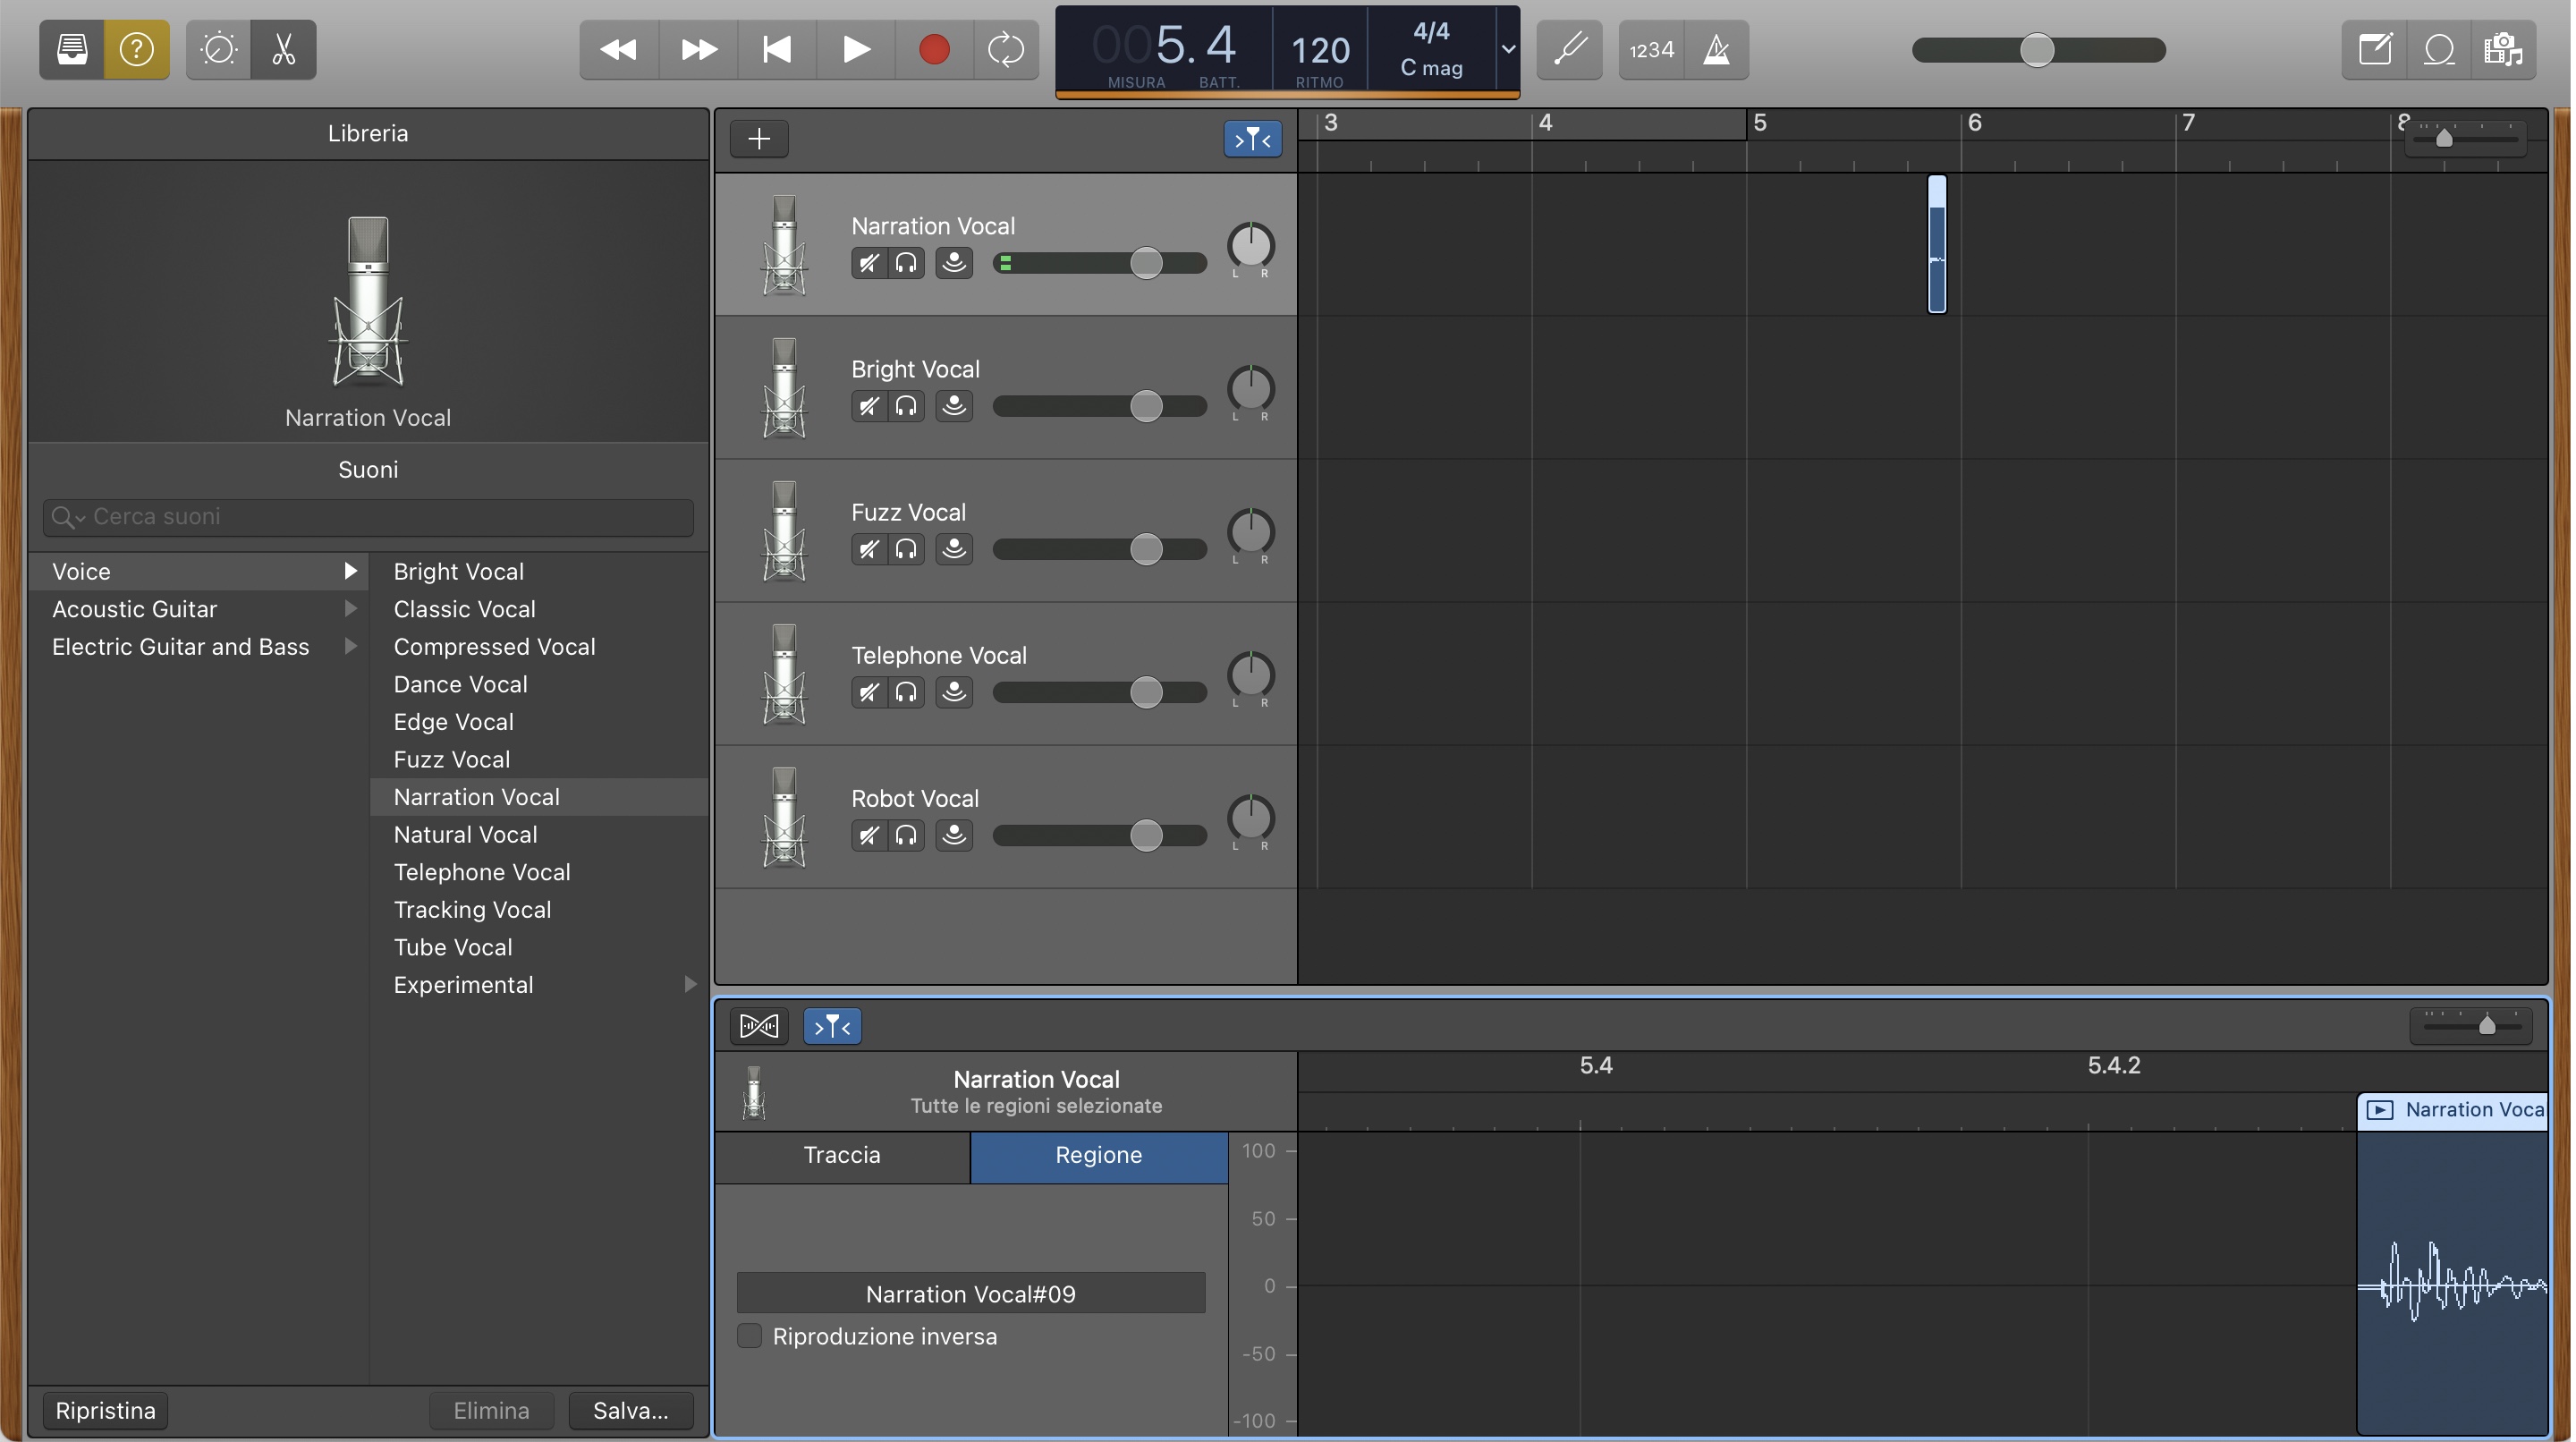 005. 4
MISURA BATT.
120
RITMO
4/4
C mag
1234
Libreria
Narration Vocal
Suoni
Cerca suoni
Voice
Acoustic Guitar
Electric Guitar and Bass
Bright Vocal
Classic Vocal
Compressed Vocal
Dance Vocal
Edge Vocal
Fuzz Vocal
Narration Vocal
Natural Vocal
Telephone Vocal
Tracking Vocal
Tube Vocal
Experimental
Ripristina
Elimina
Salva...
3 4 5 6 7 8
Narration Vocal
L R
Bright Vocal
L R
Fuzz Vocal
L R
Telephone Vocal
L R
Robot Vocal
L R
Narration Vocal
Tutte le regioni selezionate
Traccia
Regione
Narration Vocal#09
Riproduzione inversa
5.4 5.4.2
Narration Voca
100
50
0
-50
-100